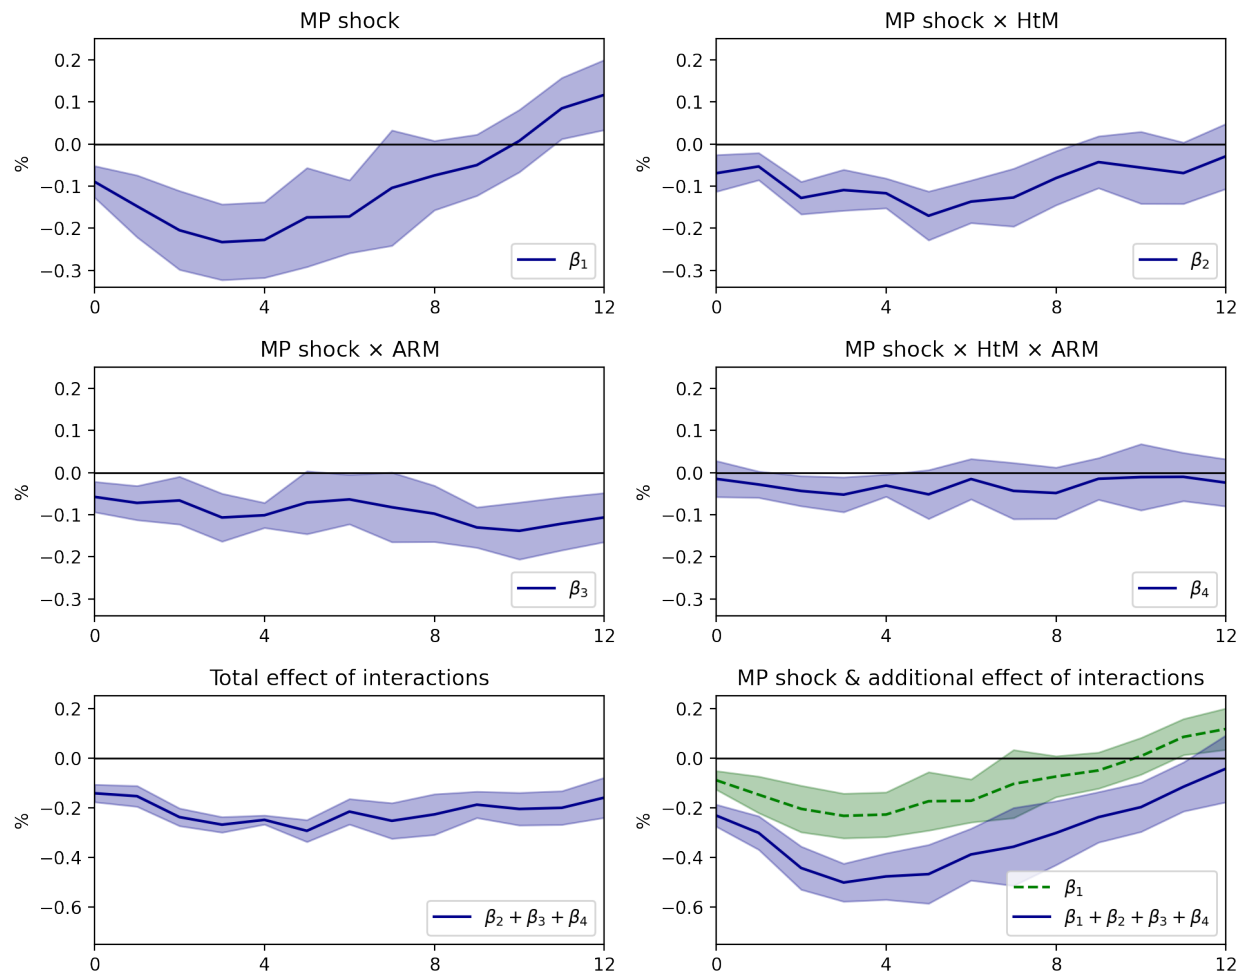 MP shock
MP shock × HtM
%
0.2
0.1
0.0
−0.1
−0.2
−0.3
0 4 8 12
β₁
%
0.2
0.1
0.0
−0.1
−0.2
−0.3
0 4 8 12
β₂
MP shock × ARM
MP shock × HtM × ARM
%
0.2
0.1
0.0
−0.1
−0.2
−0.3
0 4 8 12
β₃
%
0.2
0.1
0.0
−0.1
−0.2
−0.3
0 4 8 12
β₄
Total effect of interactions
MP shock & additional effect of interactions
%
0.2
0.0
−0.2
−0.4
−0.6
0 4 8 12
β₂ + β₃ + β₄
%
0.2
0.0
−0.2
−0.4
−0.6
0 4 8 12
β₁
β₁ + β₂ + β₃ + β₄